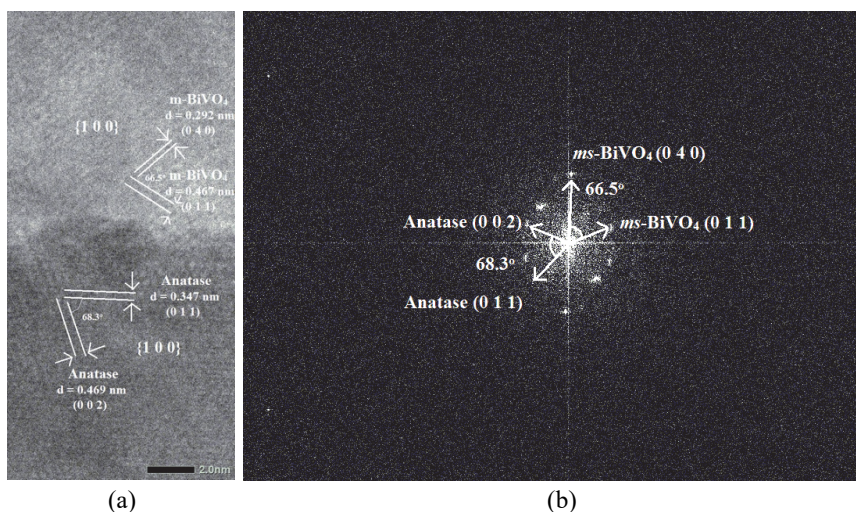 m-BiVO₄
d = 0.292 nm
(0 4 0)
{1 0 0}
66.5°
m-BiVO₄
d = 0.467 nm
(0 1 1)
Anatase
d = 0.347 nm
(0 1 1)
68.3°
{1 0 0}
Anatase
d = 0.469 nm
(0 0 2)
2.0nm
(a)
ms-BiVO₄ (0 4 0)
66.5°
Anatase (0 0 2)
ms-BiVO₄ (0 1 1)
68.3°
Anatase (0 1 1)
(b)